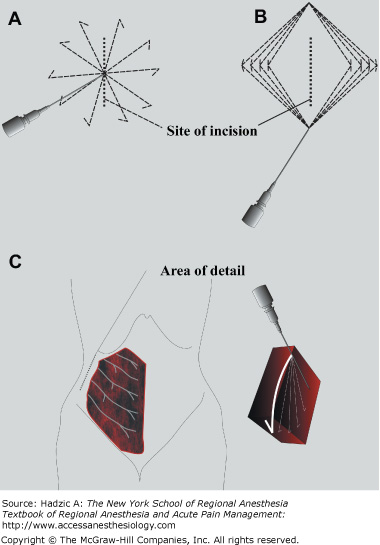 A
B
Site of incision
C
Area of detail
Source: Hadzic A: The New York School of Regional Anesthesia
Textbook of Regional Anesthesia and Acute Pain Management:
http://www.accessanesthesiology.com
Copyright © The McGraw-Hill Companies, Inc. All rights reserved.